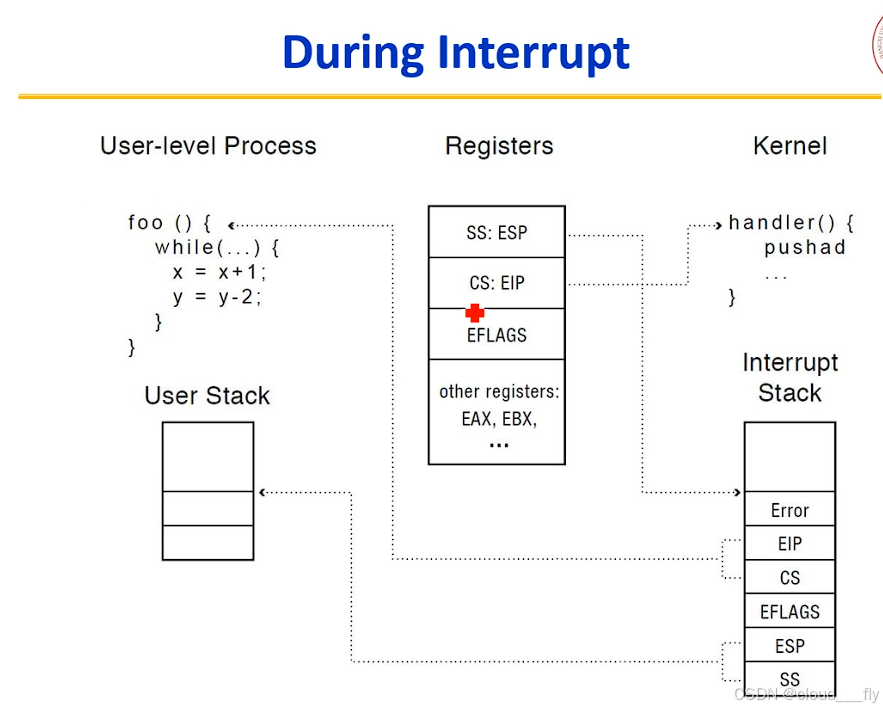 During Interrupt
User-level Process
Registers
Kernel
foo () {
while(...) {
x = x+1;
y = y-2;
}
}
SS: ESP
CS: EIP
EFLAGS
other registers:
EAX, EBX,
...
handler() {
pushad
...
}
User Stack
Interrupt
Stack
Error
EIP
CS
EFLAGS
ESP
SS
CSDN @cloud___fly